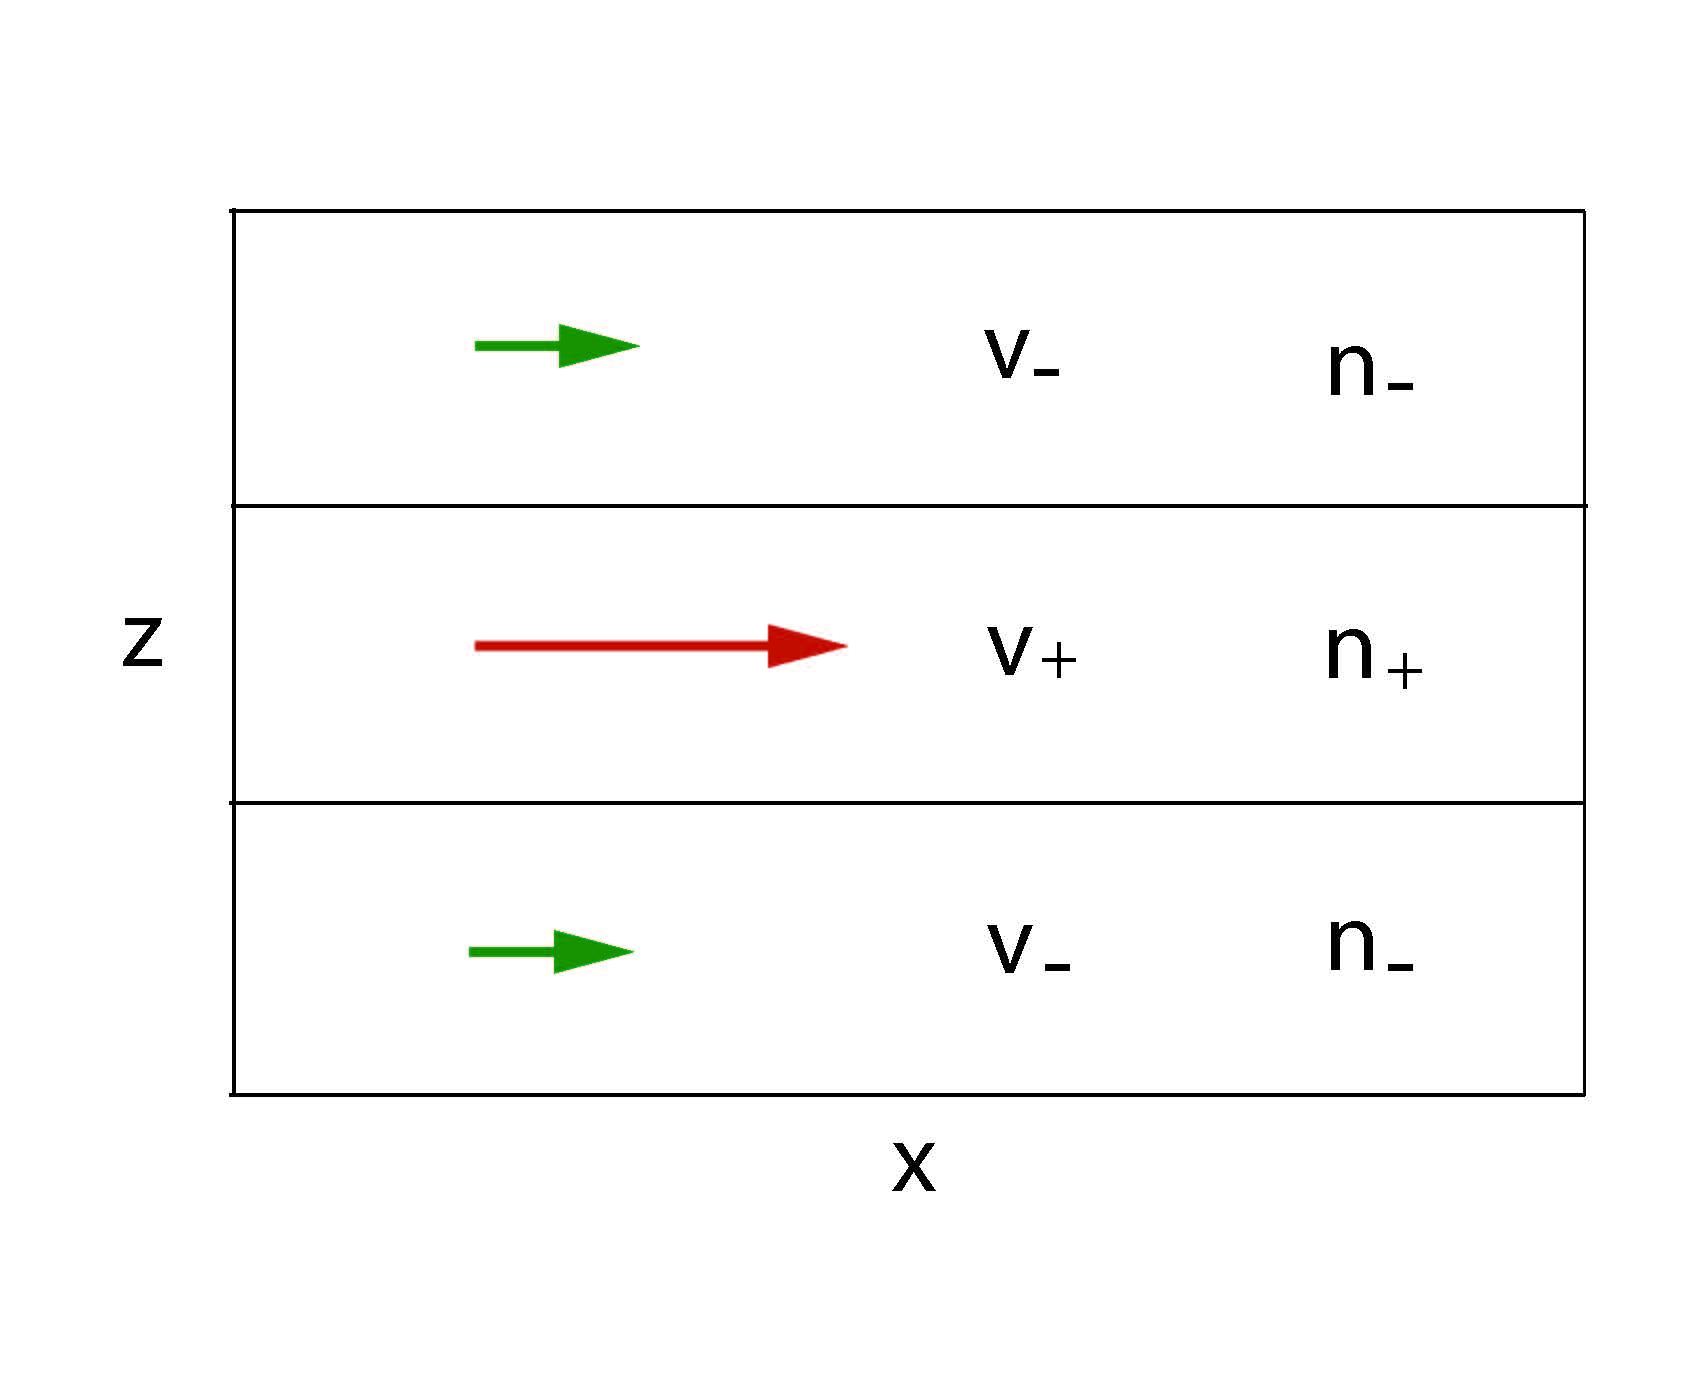 v- n-
z v+ n+
v- n-
x